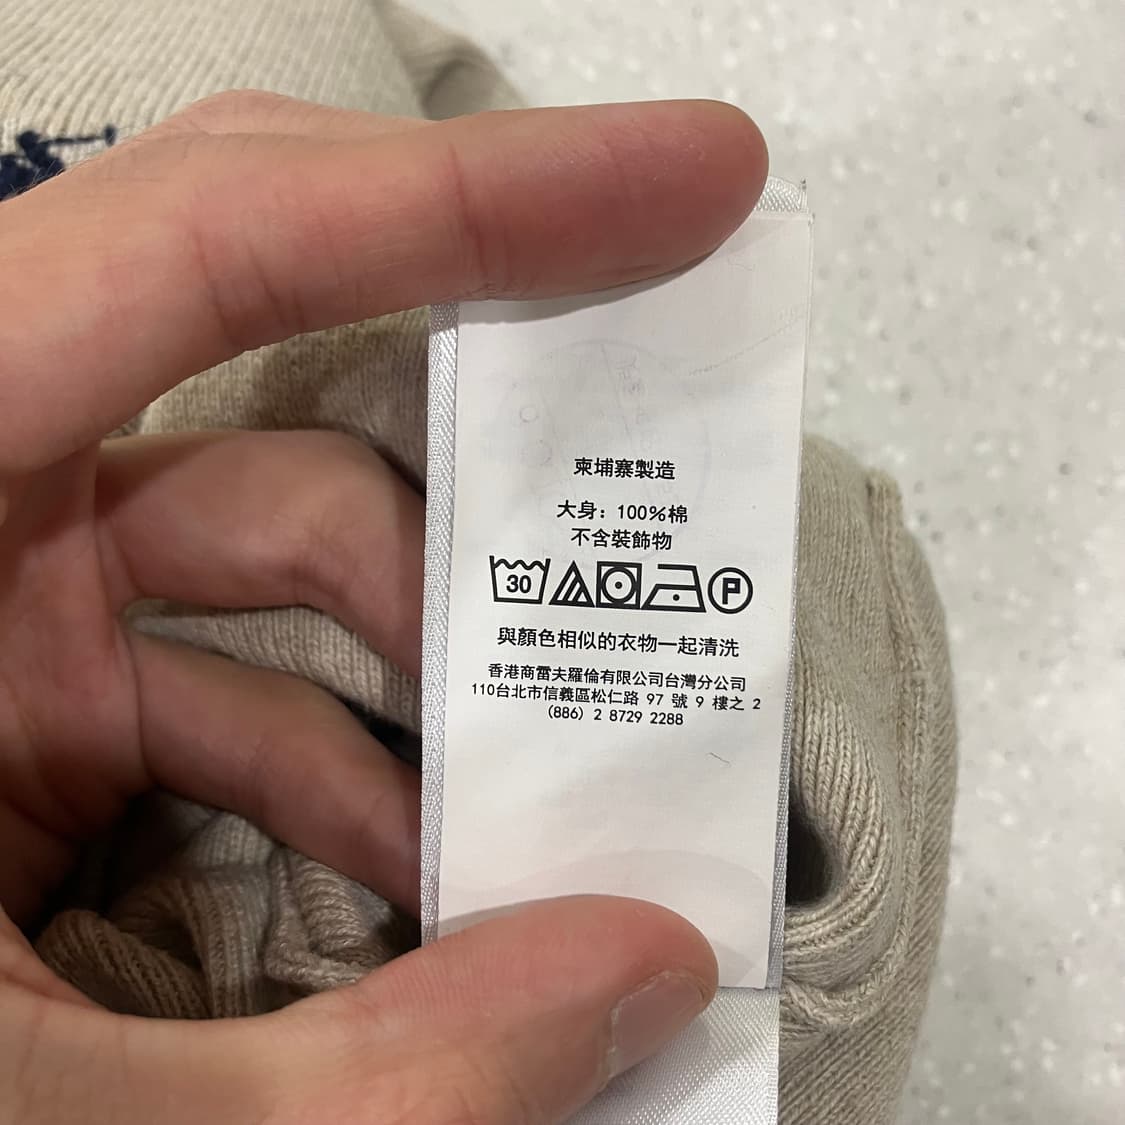 柬埔寨製造
大身：100%棉
不含裝飾物
30 P
與顏色相似的衣物一起清洗
香港商雷夫羅倫有限公司台灣分公司
110台北市信義區松仁路 97 號 9 樓之 2
(886) 2 8729 2288